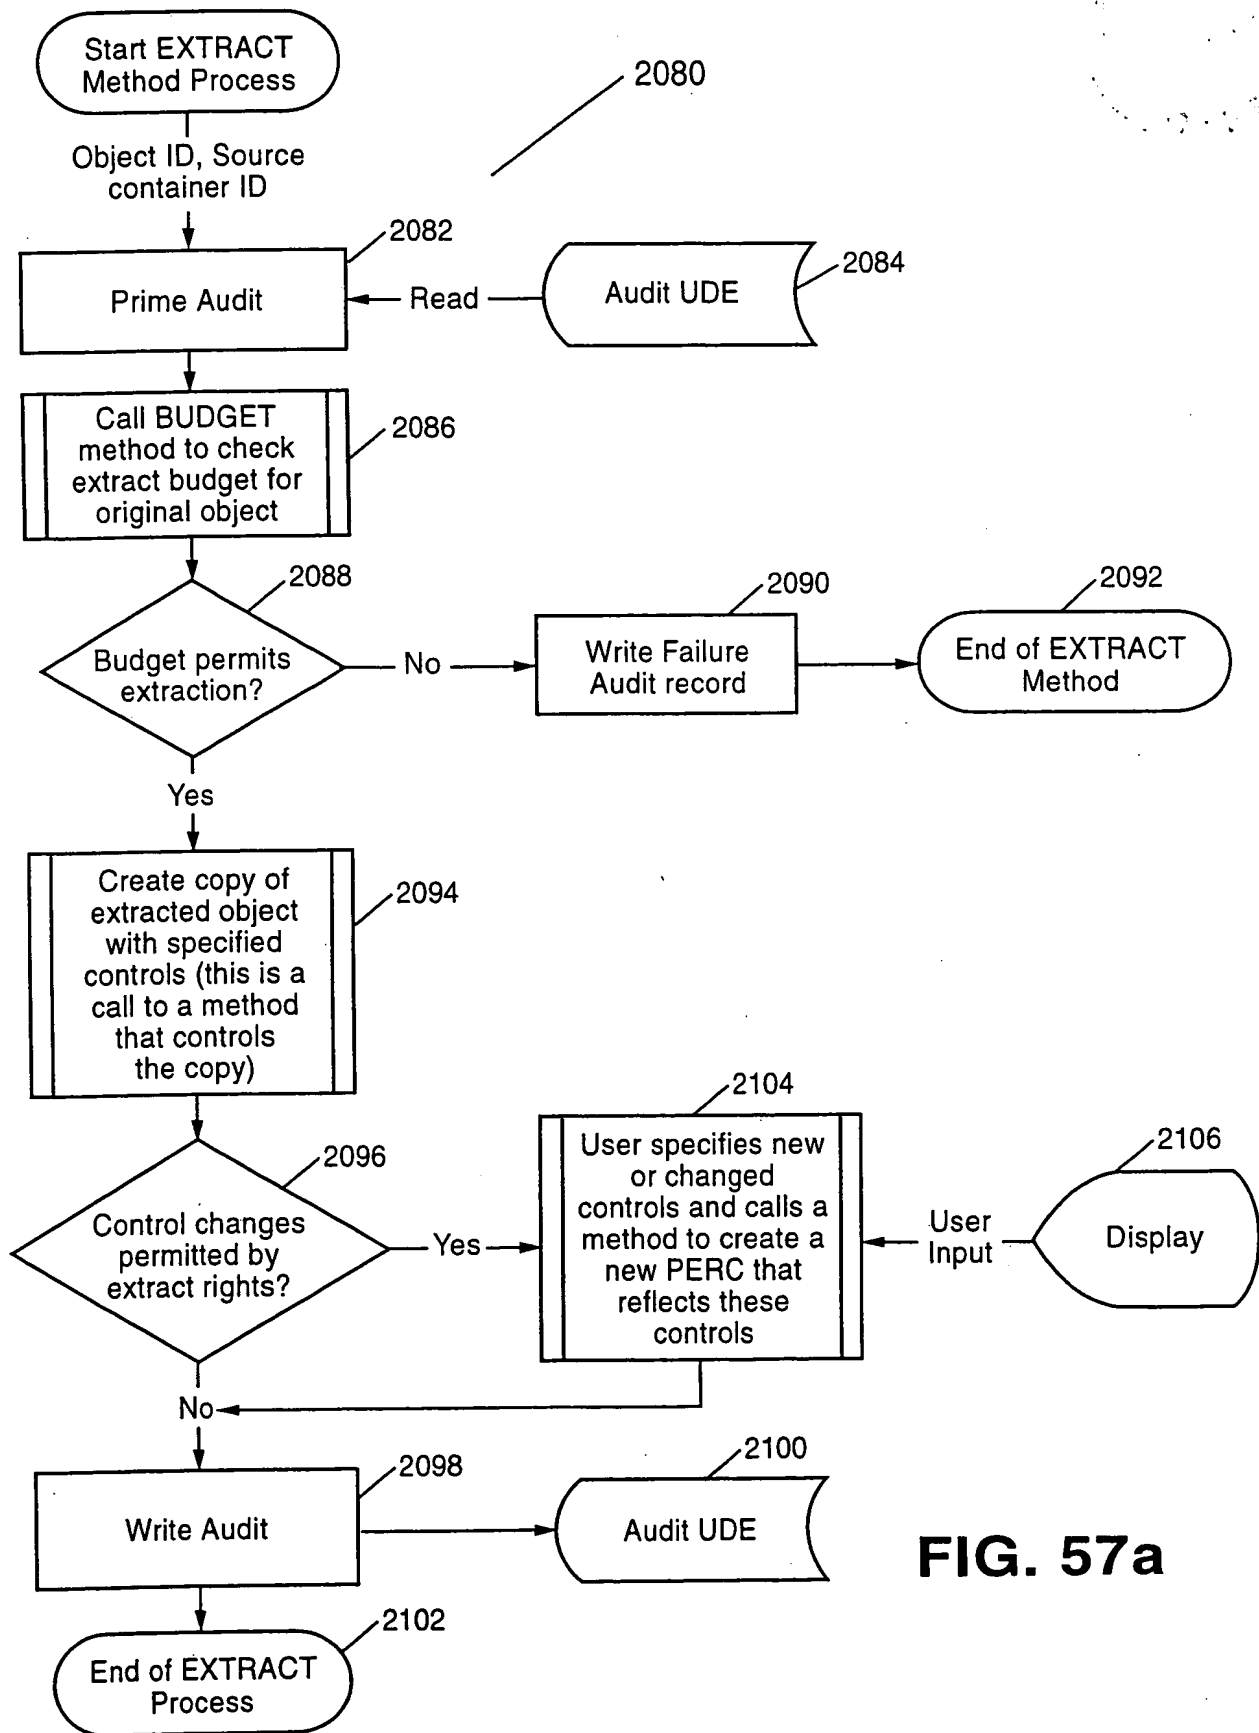 Start EXTRACT
Method Process
2080
Object ID, Source
container ID
2082
Prime Audit
Read
Audit UDE
2084
Call BUDGET
method to check
extract budget for
original object
2086
2088
Budget permits
extraction?
No
2090
Write Failure
Audit record
2092
End of EXTRACT
Method
Yes
Create copy of
extracted object
with specified
controls (this is a
call to a method
that controls
the copy)
2094
2096
Control changes
permitted by
extract rights?
Yes
2104
User specifies new
or changed
controls and calls a
method to create a
new PERC that
reflects these
controls
User
Input
2106
Display
No
2098
Write Audit
2100
Audit UDE
FIG. 57a
2102
End of EXTRACT
Process